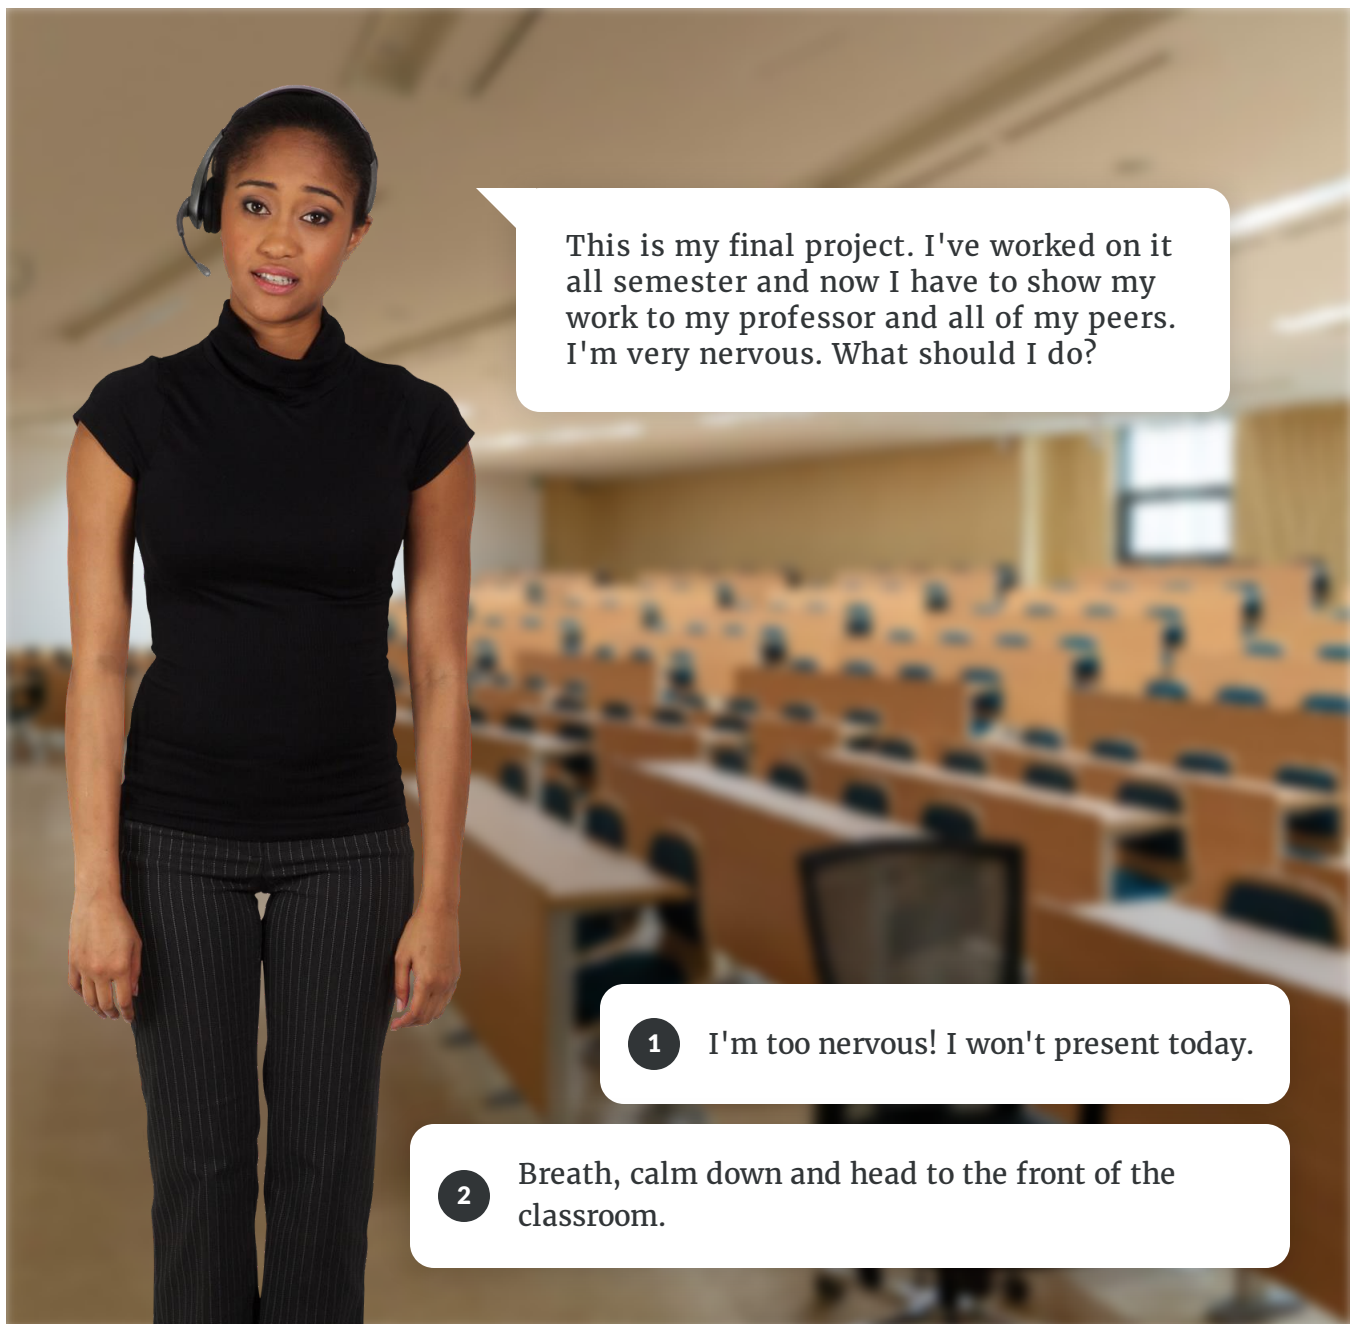 This is my final project. I've worked on it
all semester and now I have to show my
work to my professor and all of my peers.
I'm very nervous. What should I do?
1 I'm too nervous! I won't present today.
2 Breath, calm down and head to the front of the
classroom.